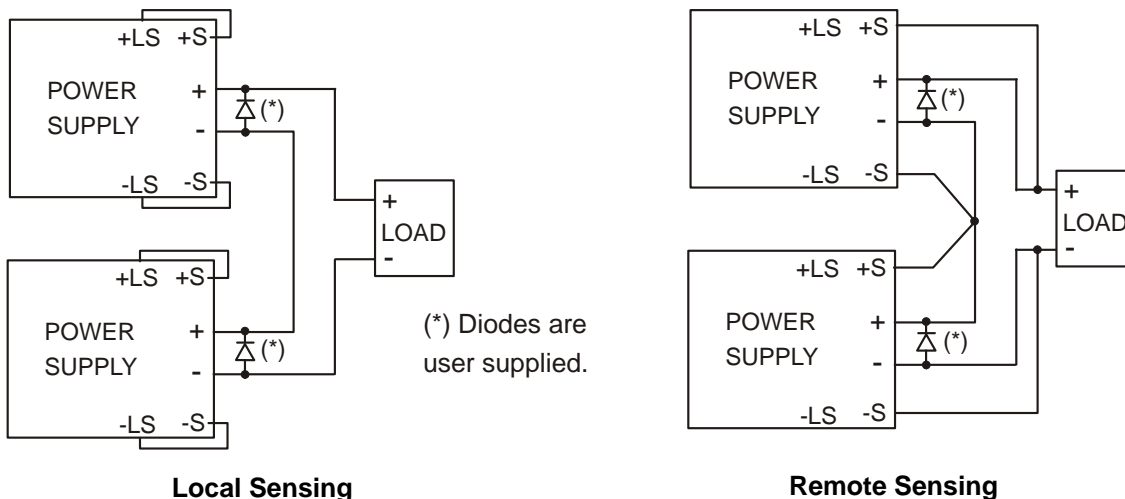 +LS +S
POWER
SUPPLY
+
-
(*)
-LS -S
+LS +S
POWER
SUPPLY
+
-
(*)
-LS -S
+
LOAD
-
(*) Diodes are
user supplied.
Local Sensing
+LS +S
POWER
SUPPLY
+
-
(*)
-LS -S
+LS +S
POWER
SUPPLY
+
-
(*)
-LS -S
+
LOAD
-
Remote Sensing